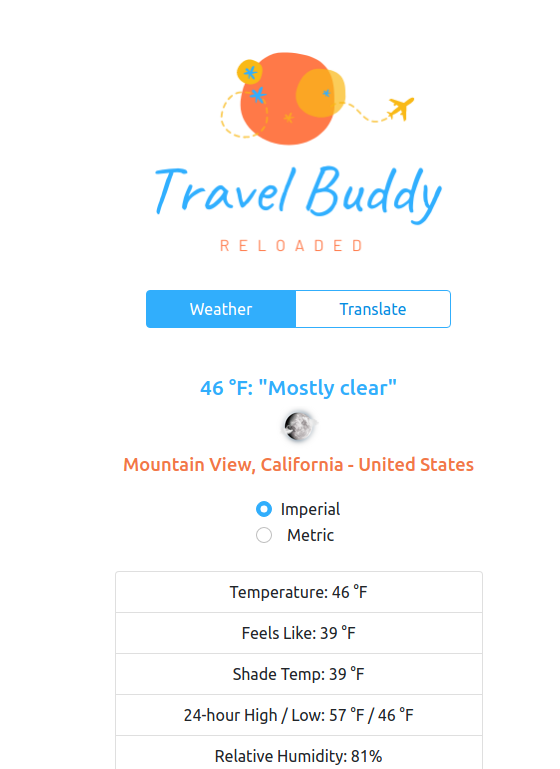 Travel Buddy
RELOADED
Weather
Translate
46 °F: "Mostly clear"
Mountain View, California - United States
Imperial
Metric
Temperature: 46 °F
Feels Like: 39 °F
Shade Temp: 39 °F
24-hour High / Low: 57 °F / 46 °F
Relative Humidity: 81%